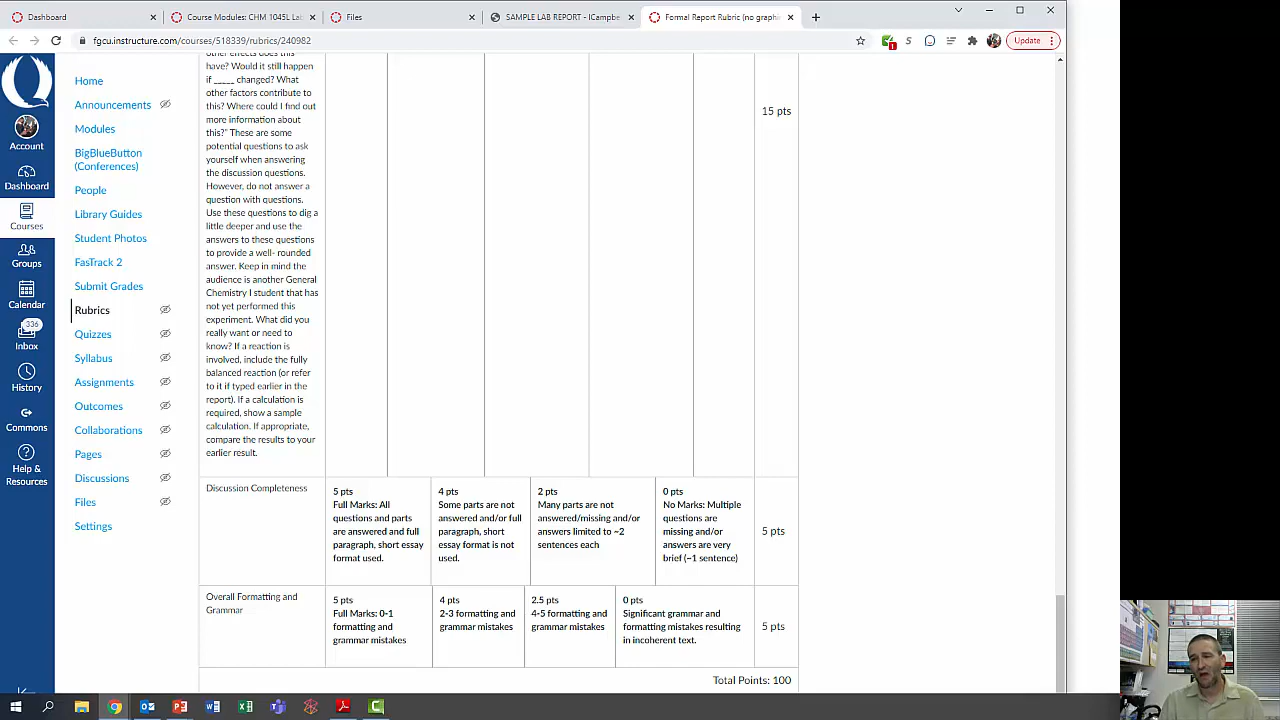 Dashboard
Course Modules: CHM 1045L Lab
Files
SAMPLE LAB REPORT - ICampbe
Formal Report Rubric (no graphi
fgcu.instructure.com/courses/518339/rubrics/240982
Update
Account
Dashboard
Courses
Groups
Calendar
336
Inbox
History
Commons
Help &
Resources
Home
Announcements
Modules
BigBlueButton
(Conferences)
People
Library Guides
Student Photos
FasTrack 2
Submit Grades
Rubrics
Quizzes
Syllabus
Assignments
Outcomes
Collaborations
Pages
Discussions
Files
Settings
other effects does this
have? Would it still happen
if _____ changed? What
other factors contribute to
this? Where could I find out
more information about
this?" These are some
potential questions to ask
yourself when answering
the discussion questions.
However, do not answer a
question with questions.
Use these questions to dig a
little deeper and use the
answers to these questions
to provide a well- rounded
answer. Keep in mind the
audience is another General
Chemistry I student that has
not yet performed this
experiment. What did you
really want or need to
know? If a reaction is
involved, include the fully
balanced reaction (or refer
to it if typed earlier in the
report). If a calculation is
required, show a sample
calculation. If appropriate,
compare the results to your
earlier result.
15 pts
Discussion Completeness
5 pts
Full Marks: All
questions and parts
are answered and full
paragraph, short essay
format used.
4 pts
Some parts are not
answered and/or full
paragraph, short
essay format is not
used.
2 pts
Many parts are not
answered/missing and/or
answers limited to ~2
sentences each
0 pts
No Marks: Multiple
questions are
missing and/or
answers are very
brief (~1 sentence)
5 pts
Overall Formatting and
Grammar
5 pts
Full Marks: 0-1
formatting and
grammar mistakes
4 pts
2-3 formatting and
grammar mistakes
2.5 pts
4-5 formatting and
grammar mistakes
0 pts
Significant grammar and
formatting mistakes resulting
in incoherent text.
5 pts
Total Points: 100